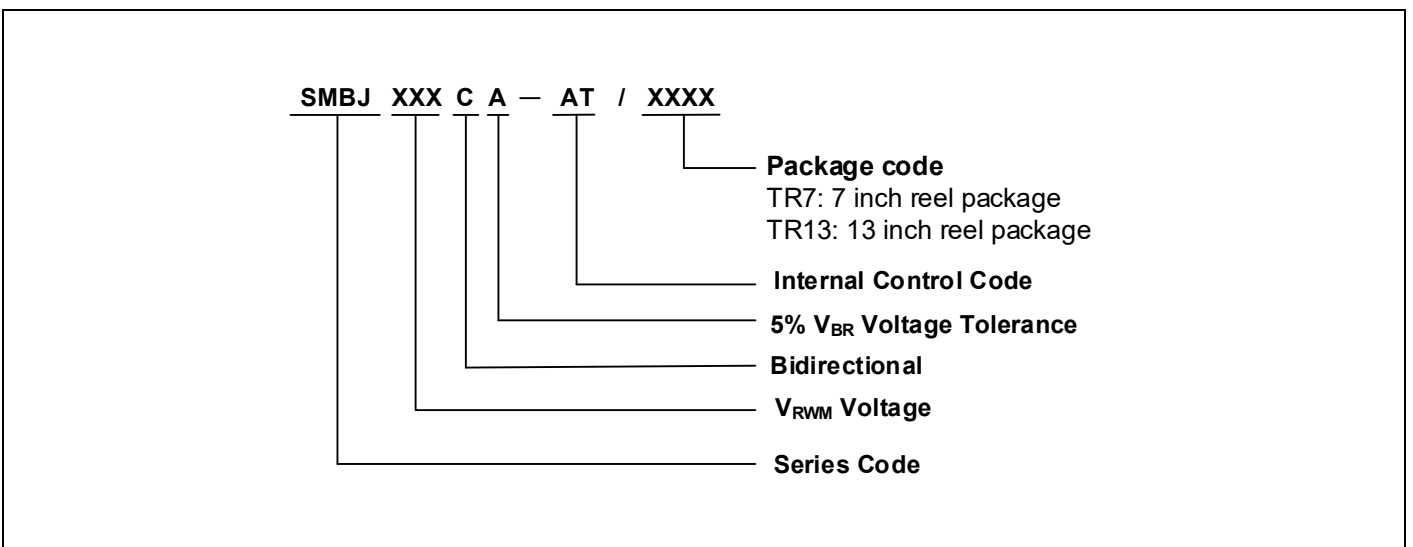 SMBJ XXX C A — AT / XXXX
Package code
TR7: 7 inch reel package
TR13: 13 inch reel package
Internal Control Code
5% VBR Voltage Tolerance
Bidirectional
VRWM Voltage
Series Code